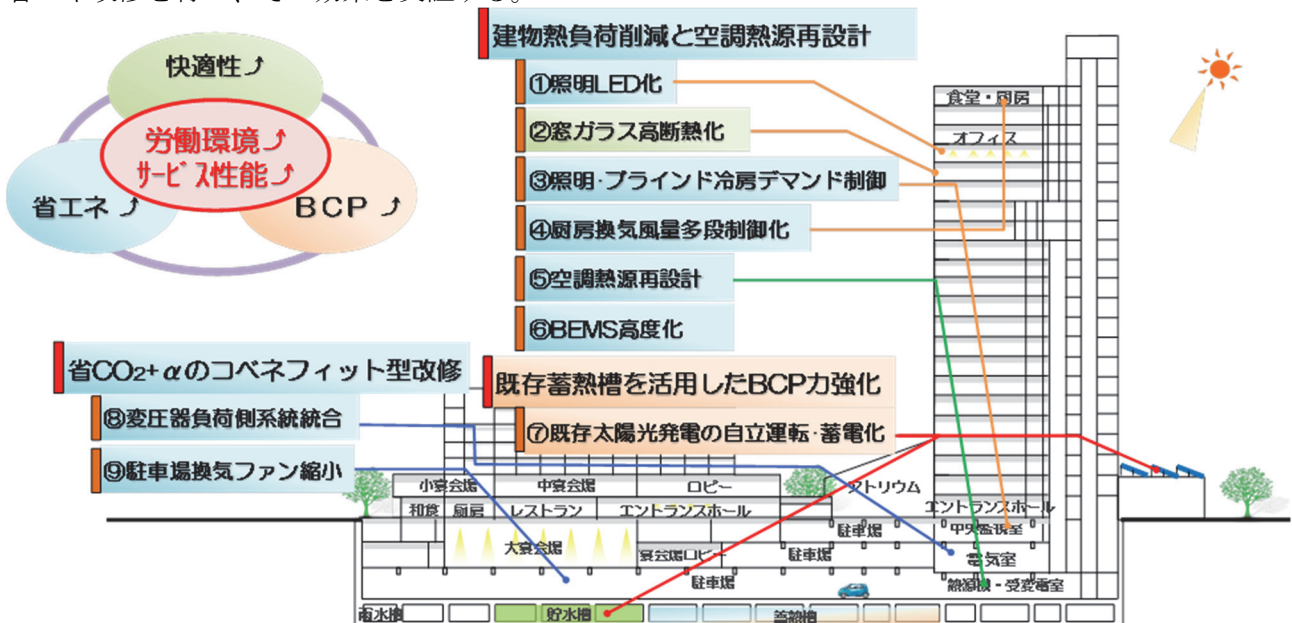 快適性↗
労働環境↗
サービス性能↗
省エネ↗
BCP↗
建物熱負荷削減と空調熱源再設計
①照明LED化
②窓ガラス高断熱化
③照明・ブラインド冷房デマンド制御
④厨房換気風量多段制御化
⑤空調熱源再設計
⑥BEMS高度化
省CO₂+αのコベネフィット型改修
⑧変圧器負荷側系統統合
⑨駐車場換気ファン縮小
既存蓄熱槽を活用したBCP力強化
⑦既存太陽光発電の自立運転・蓄電化
食堂・厨房
オフィス
小宴会場
中宴会場
ロビー
アトリウム
和食
厨房
レストラン
エントランスホール
エントランスホール
大宴会場
宴会場ロビー
駐車場
駐車場
駐車場
中央監視室
電気室
熱源機・受変電室
雨水槽
貯水槽
蓄熱槽